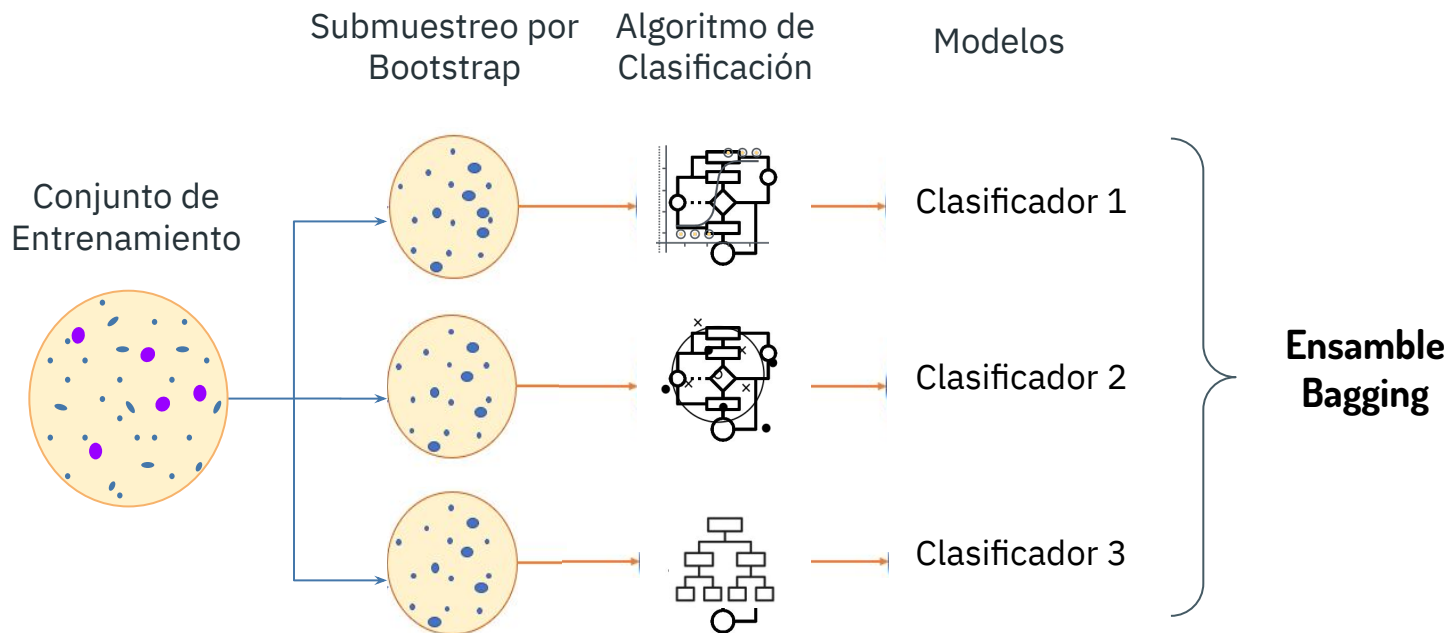 Submuestreo por
Bootstrap
Algoritmo de
Clasificación
Modelos
Conjunto de
Entrenamiento
Clasificador 1
Clasificador 2
Clasificador 3
Ensamble
Bagging